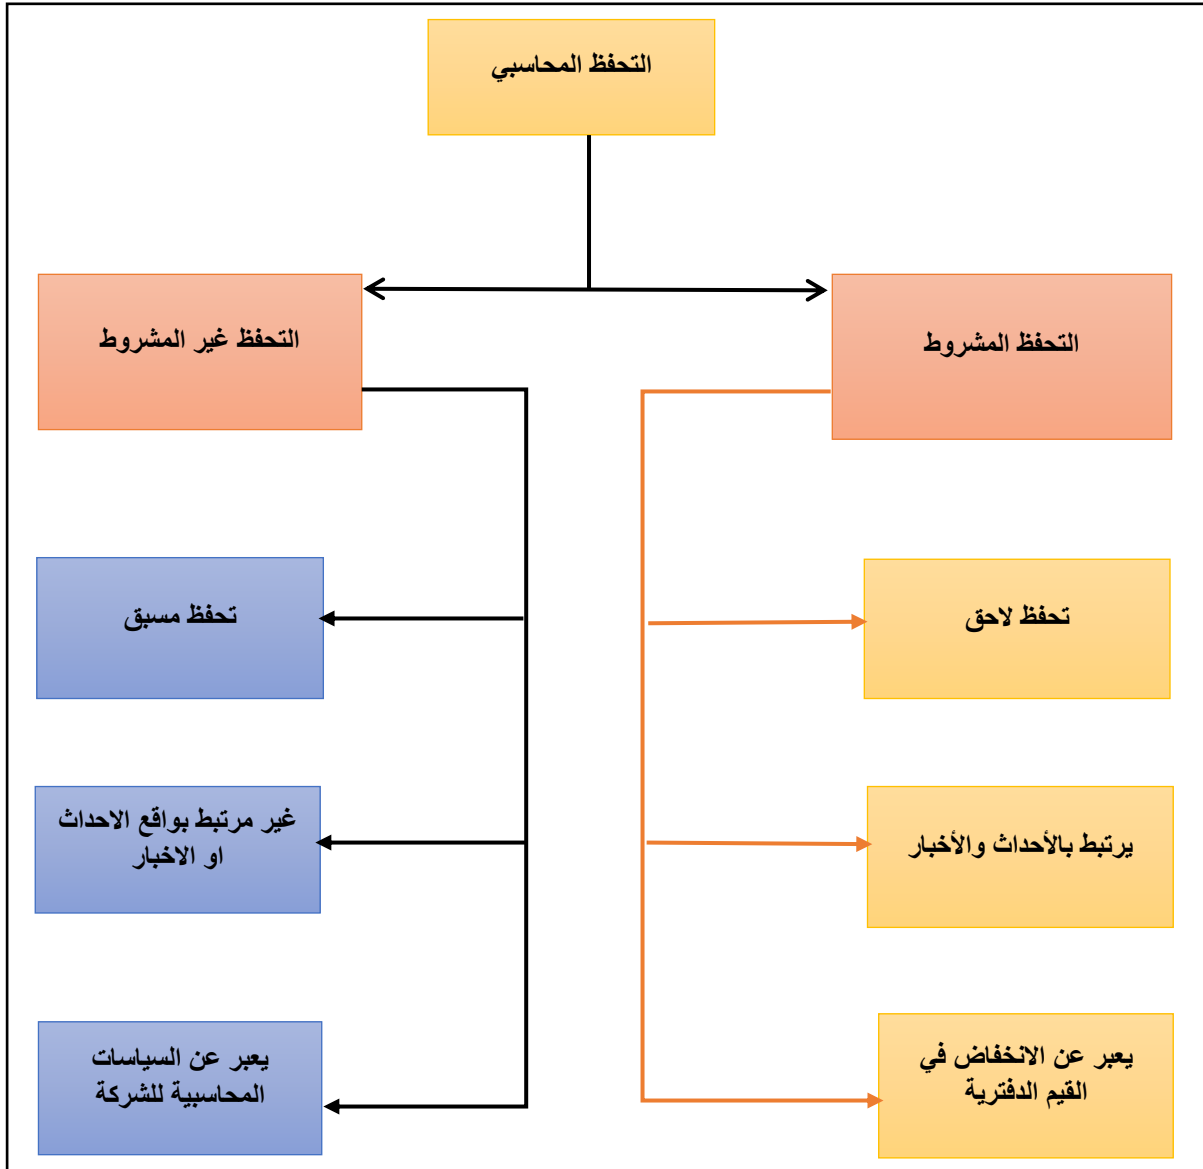 التحفظ المحاسبي
التحفظ المشروط
التحفظ غير المشروط
تحفظ لاحق
تحفظ مسبق
يرتبط بالأحداث والأخبار
غير مرتبط بواقع الاحداث
او الاخبار
يعبر عن الانخفاض في
القيم الدفترية
يعبر عن السياسات
المحاسبية للشركة